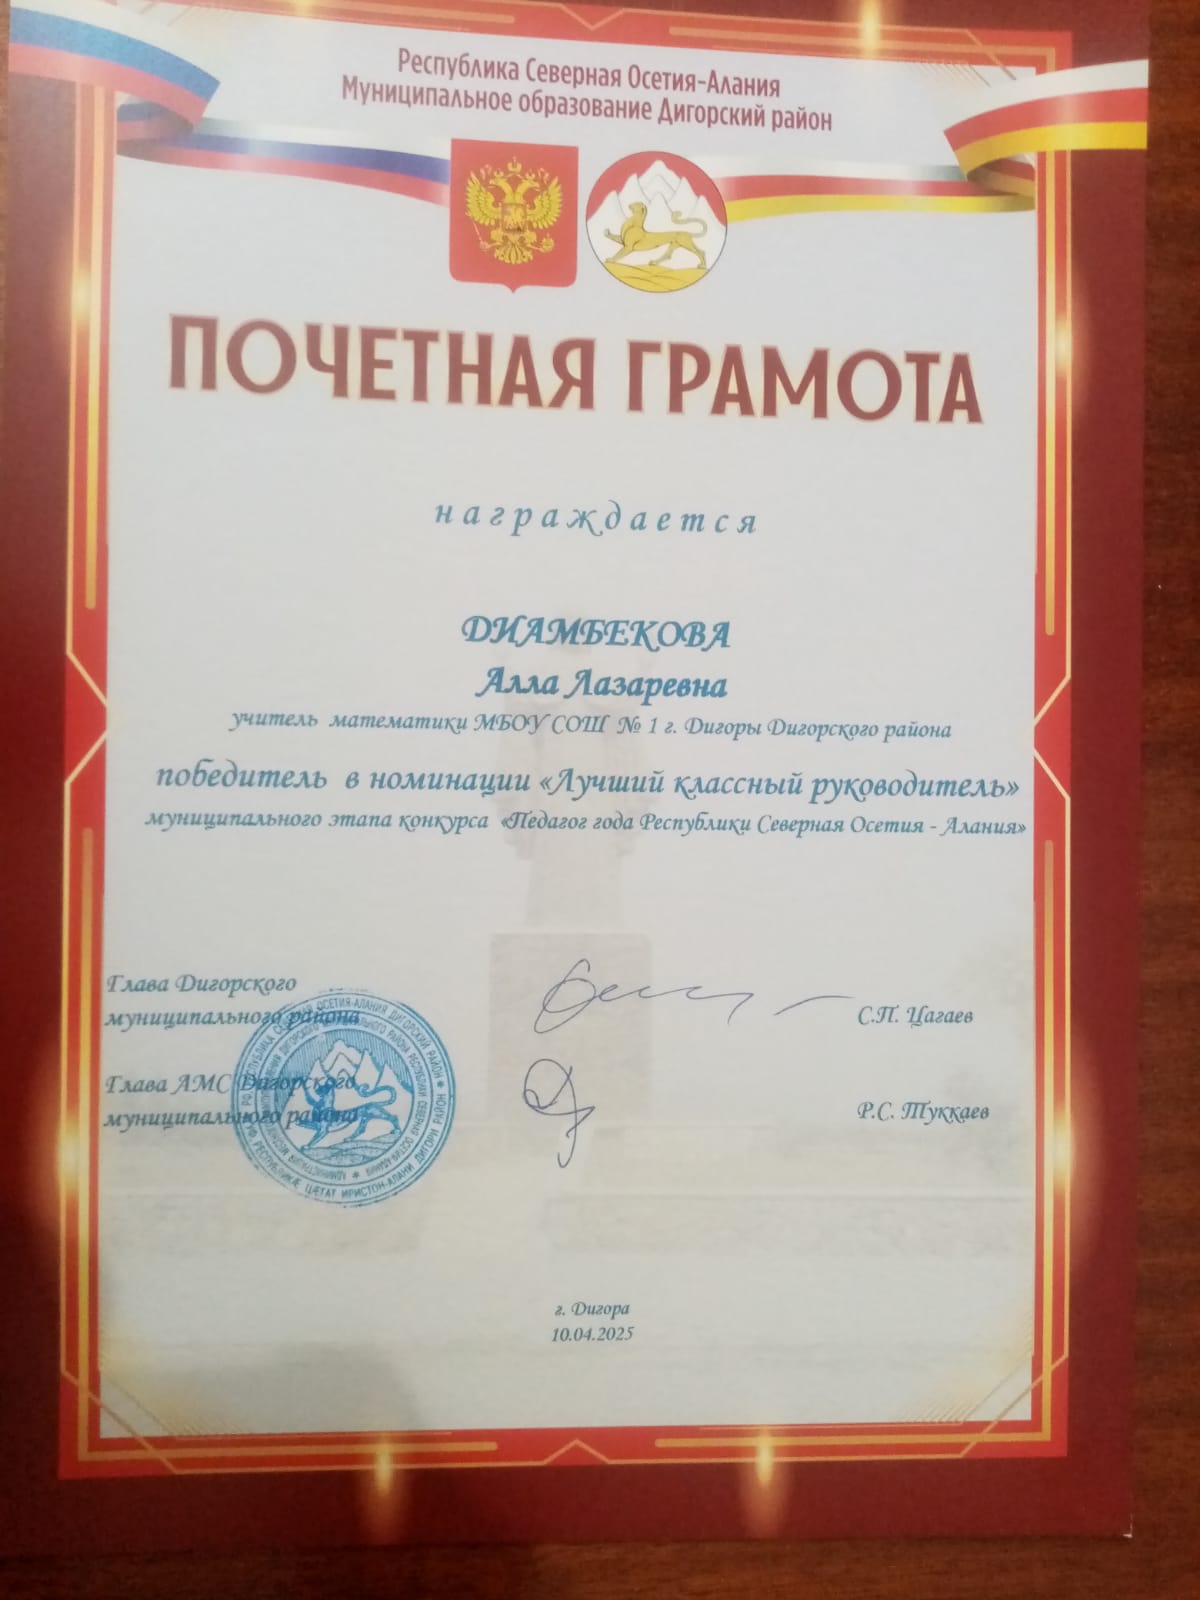 Республика Северная Осетия-Алания
Муниципальное образование Дигорский район
ПОЧЕТНАЯ ГРАМОТА
награждается
ДИАМБЕКОВА
Алла Лазаревна
учитель математики МБОУ СОШ № 1 г. Дигоры Дигорского района
победитель в номинации «Лучший классный руководитель»
муниципального этапа конкурса «Педагог года Республики Северная Осетия - Алания»
Глава Дигорского
муниципального района
С.П. Цагаев
Глава АМС Дигорского
муниципального района
Р.С. Туккаев
г. Дигора
10.04.2025